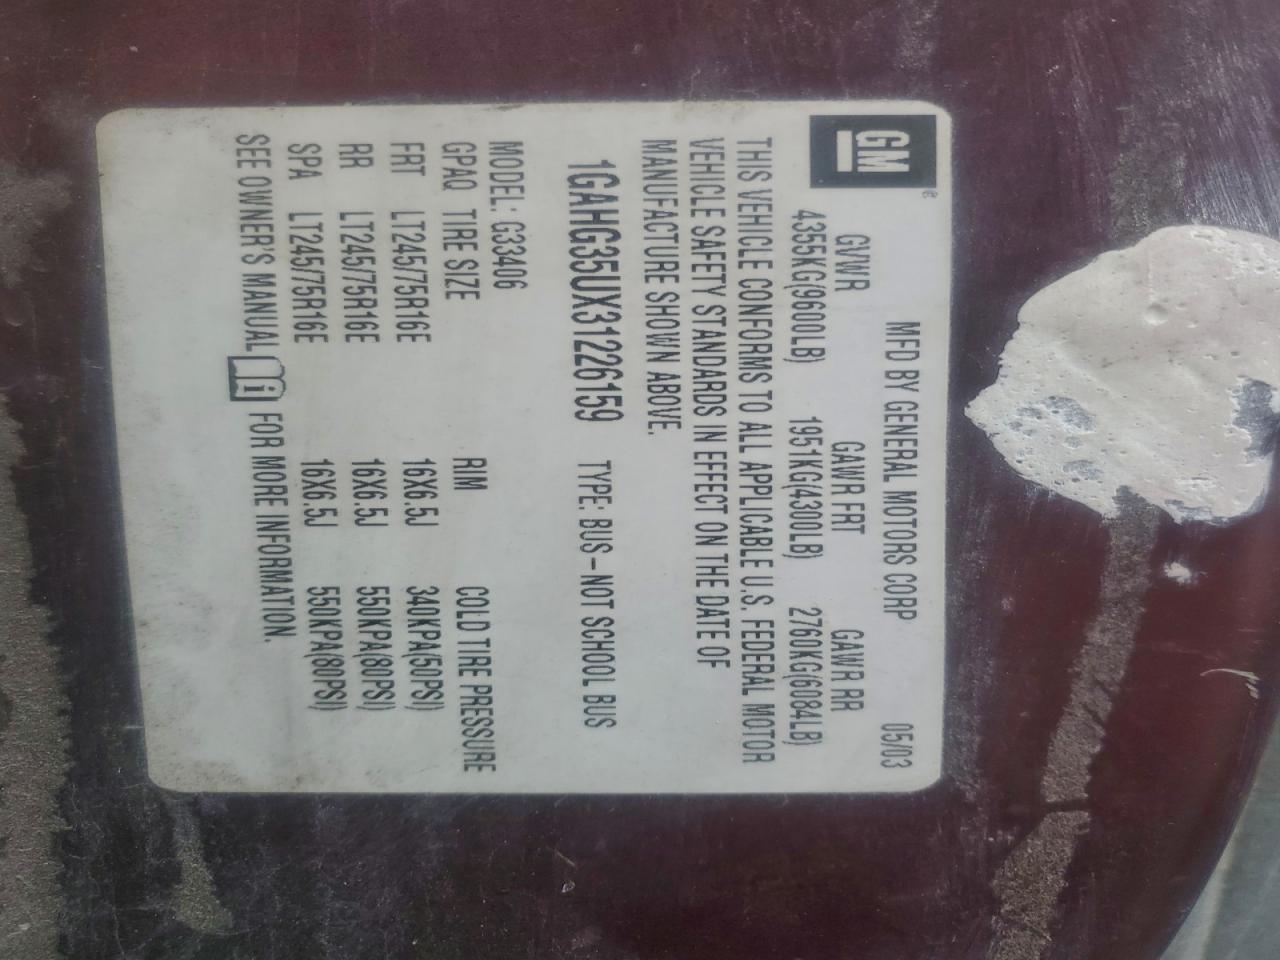 GM ®
MFD BY GENERAL MOTORS CORP 05/03
GVWR GAWR FRT GAWR RR
4355KG(9600LB) 1951KG(4300LB) 2760KG(6084LB)
THIS VEHICLE CONFORMS TO ALL APPLICABLE U.S. FEDERAL MOTOR
VEHICLE SAFETY STANDARDS IN EFFECT ON THE DATE OF
MANUFACTURE SHOWN ABOVE.
1GAHG35UX31226159 TYPE: BUS – NOT SCHOOL BUS
MODEL: G33406
GPAQ TIRE SIZE RIM COLD TIRE PRESSURE
FRT LT245/75R16E 16X6.5J 340KPA(50PSI)
RR LT245/75R16E 16X6.5J 550KPA(80PSI)
SPA LT245/75R16E 16X6.5J 550KPA(80PSI)
SEE OWNER'S MANUAL i FOR MORE INFORMATION.